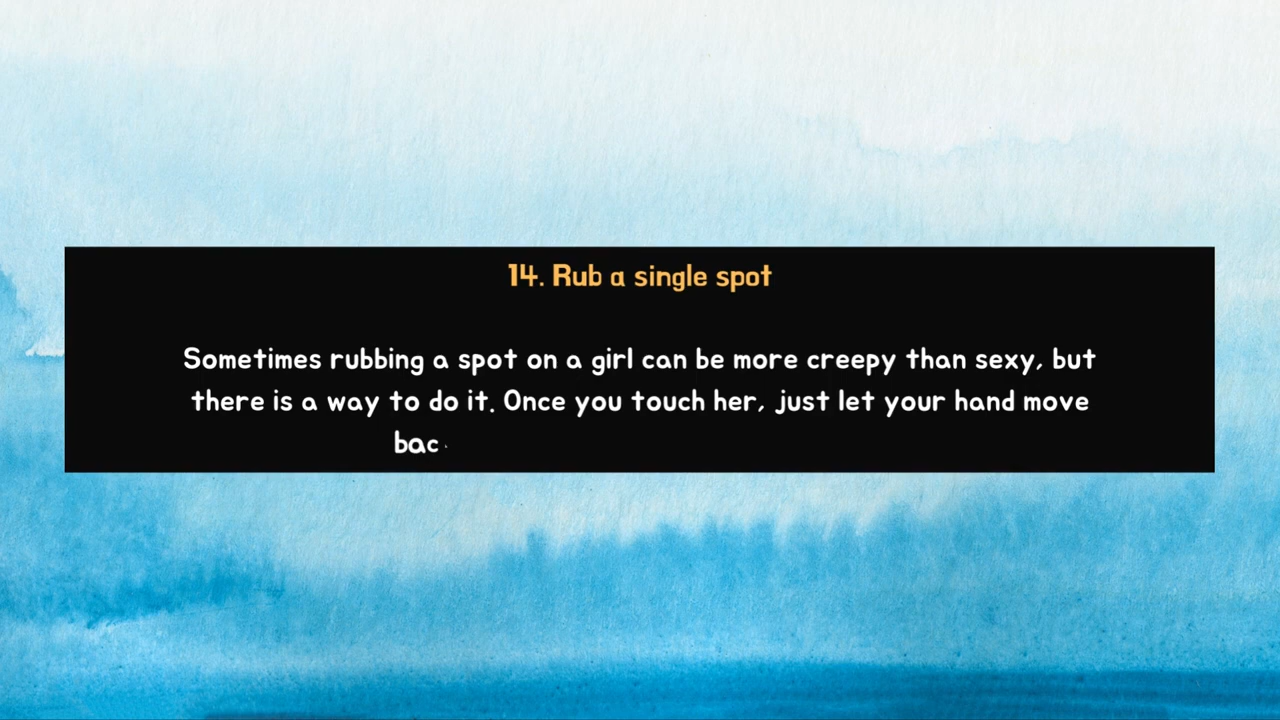 14. Rub a single spot
Sometimes rubbing a spot on a girl can be more creepy than sexy, but
there is a way to do it. Once you touch her, just let your hand move
bac